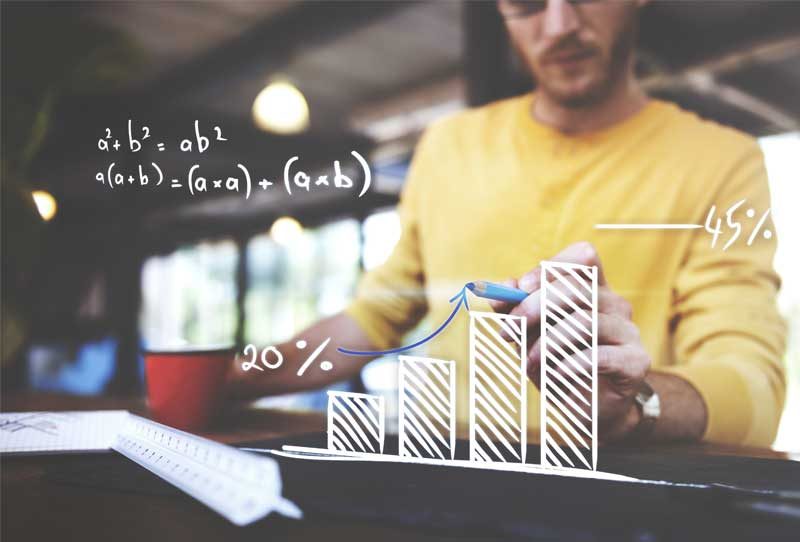 a² + b² = ab²
a(a+b) = (a×a) + (a×b)
45%
20%